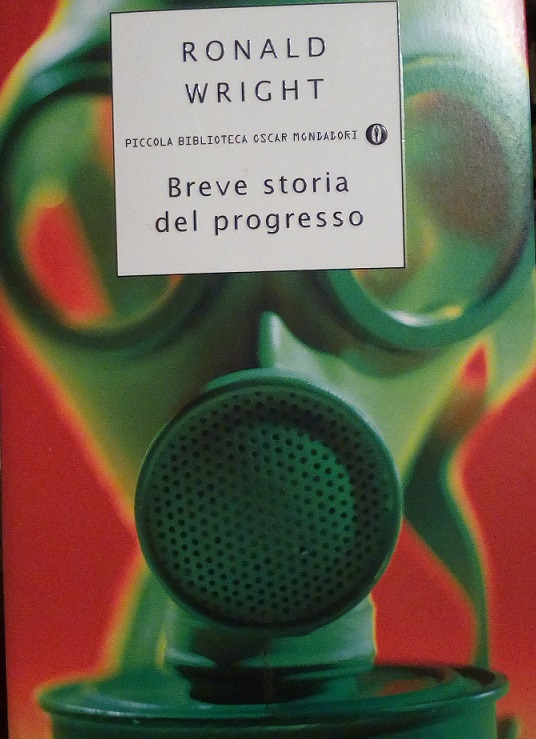 RONALD
WRIGHT
PICCOLA BIBLIOTECA OSCAR MONDADORI
Breve storia
del progresso